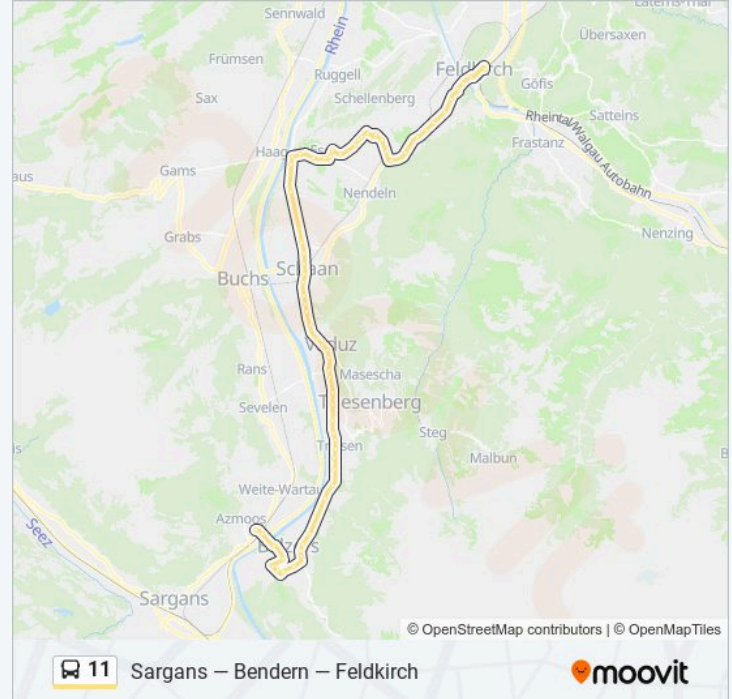 Laterns-Thal
Sennwald
Rhein
Übersaxen
Frümsen
Feldkirch
Ruggell
Göfis
Sax
Schellenberg
Satteins
Rheintal/Walgau Autobahn
Frastanz
Haag
Gams
Nendeln
Nenzing
Grabs
Buchs
Schaan
Vaduz
Rans
Masescha
Triesenberg
Sevelen
Steg
Triesen
Malbun
Weite-Wartau
Azmoos
Seez
Balzers
Sargans
© OpenStreetMap contributors | © OpenMapTiles
11 Sargans — Bendern — Feldkirch
moovit